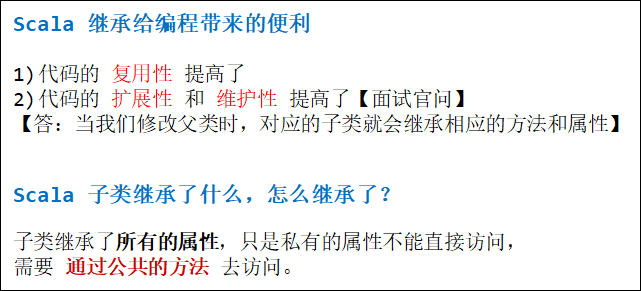 Scala 继承给编程带来的便利
1)代码的 复用性 提高了
2)代码的 扩展性 和 维护性 提高了【面试官问】
【答：当我们修改父类时，对应的子类就会继承相应的方法和属性】
Scala 子类继承了什么，怎么继承了？
子类继承了所有的属性，只是私有的属性不能直接访问，
需要 通过公共的方法 去访问。